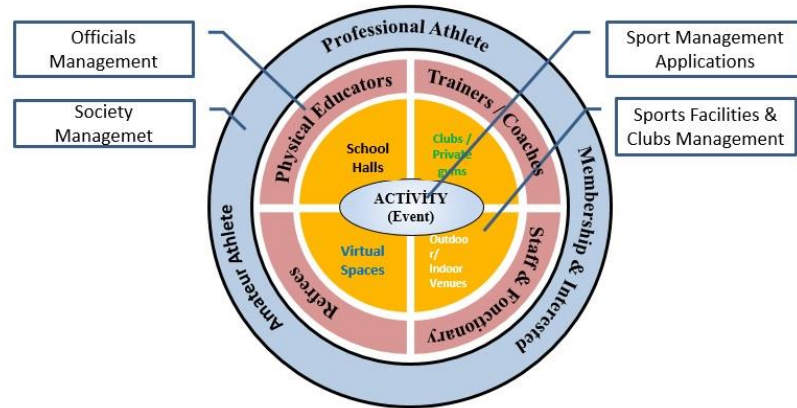 Officials
Management
Society
Managemet
Sport Management
Applications
Sports Facilities &
Clubs Management
Professional Athlete
Membership & Interested
Amateur Athlete
Physical Educators
Trainers / Coaches
Staff & Fonctionary
Refrees
School
Halls
Clubs /
Private
gyms
ACTİVİTY
(Event)
Virtual
Spaces
Outdoo
r/
Indoor
Venues